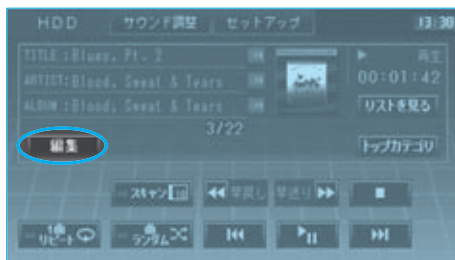 HDD サウンド調整 セットアップ 13:30
TITLE :Blues, Pt. 2 再生
ARTIST:Blood, Sweat & Tears 00:01:42
ALBUM :Blood, Sweat & Tears リストを見る
3/22
編集 トップカテゴリ
スキャン 早戻し 早送り
リピート ランダム